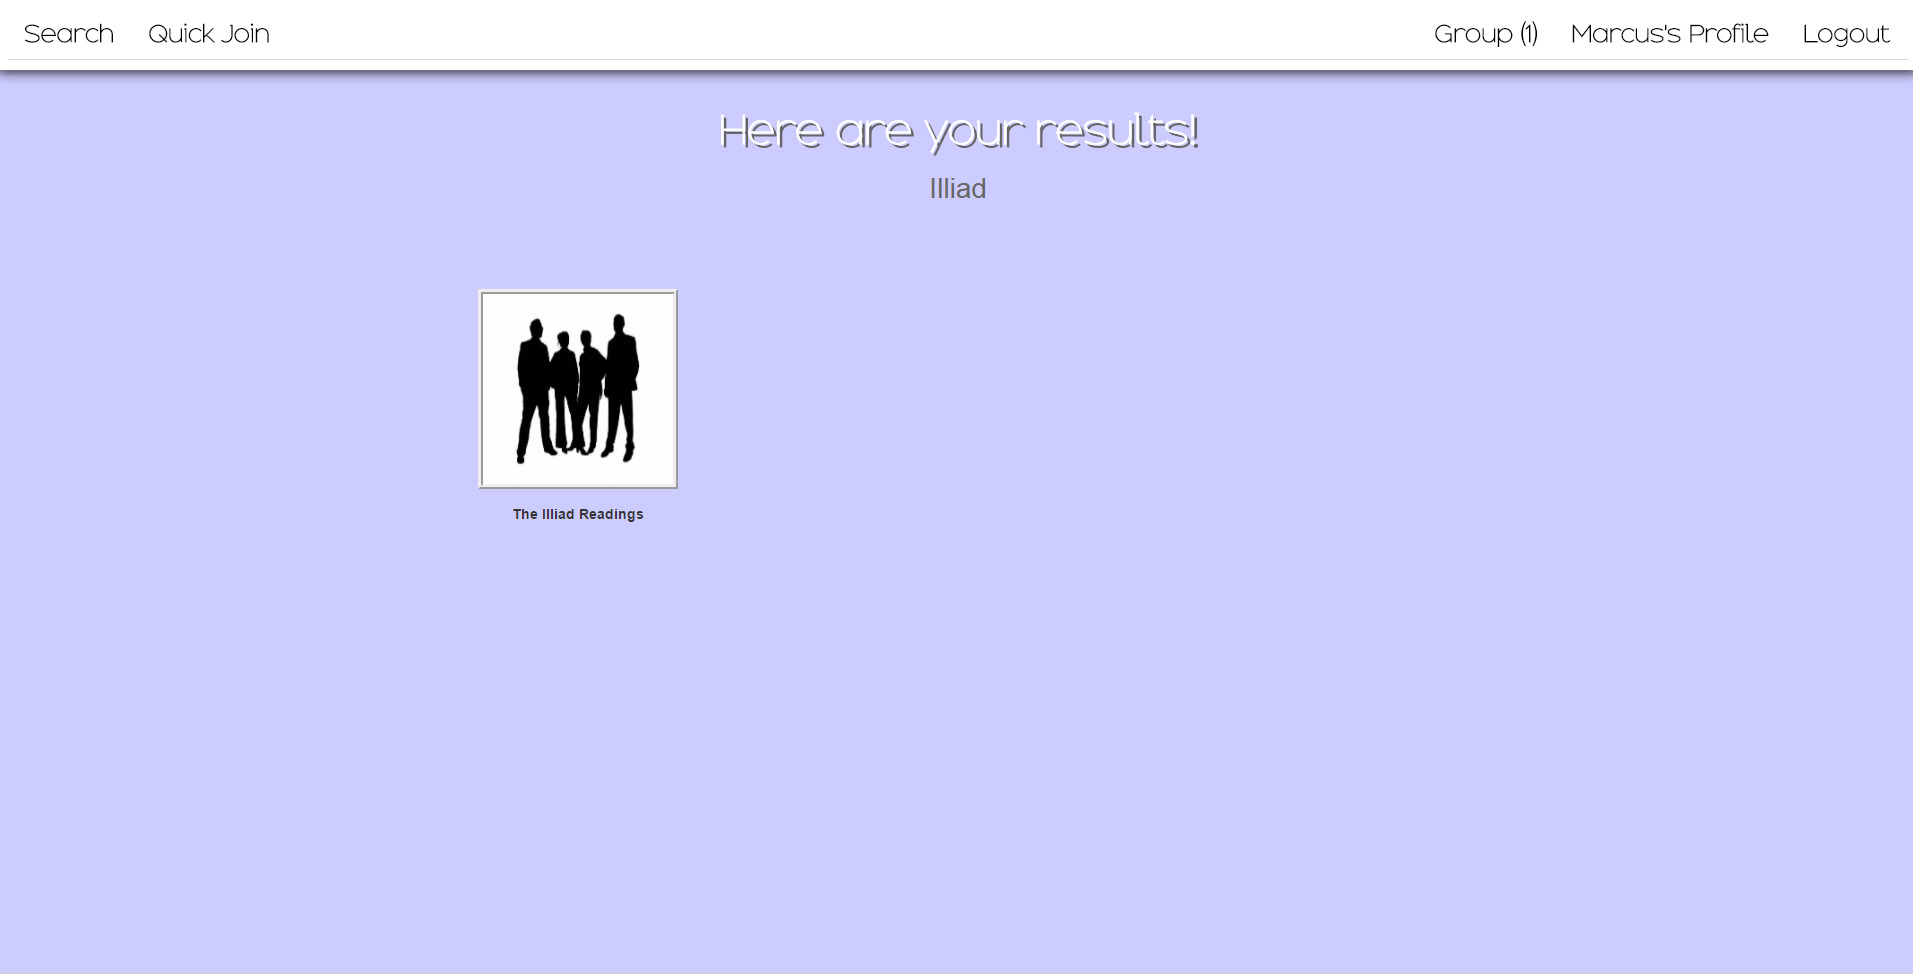 Search Quick Join Group (1) Marcus's Profile Logout
Here are your results!
Illiad
The Illiad Readings